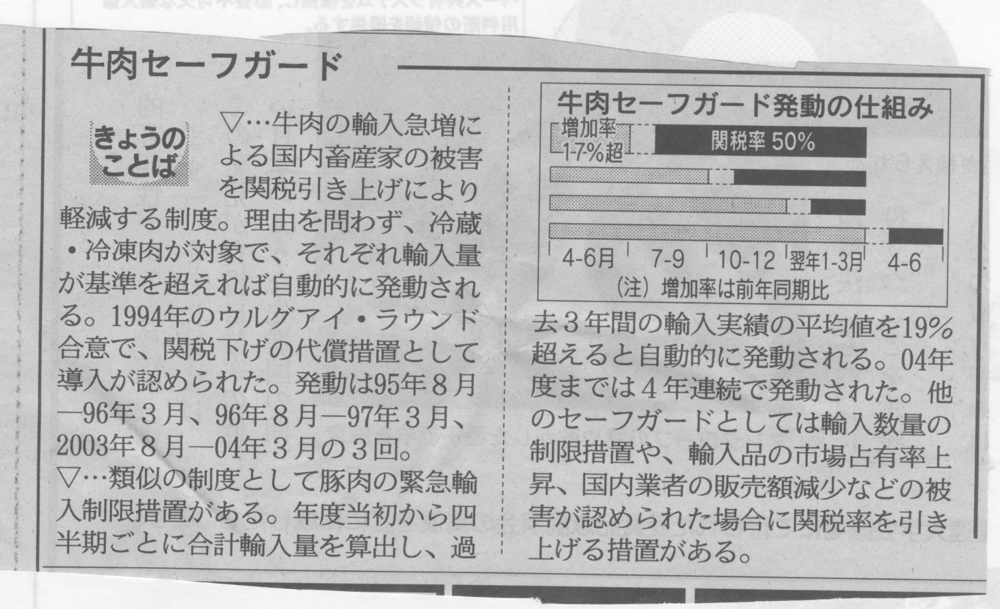 牛肉セーフガード
きょうの
ことば
▽…牛肉の輸入急増に
よる国内畜産家の被害
を関税引き上げにより
軽減する制度。理由を問わず、冷蔵
・冷凍肉が対象で、それぞれ輸入量
が基準を超えれば自動的に発動され
る。1994年のウルグアイ・ラウンド
合意で、関税下げの代償措置として
導入が認められた。発動は95年８月
―96年３月、96年８月―97年３月、
2003年８月―04年３月の３回。
▽…類似の制度として豚肉の緊急輸
入制限措置がある。年度当初から四
半期ごとに合計輸入量を算出し、過
牛肉セーフガード発動の仕組み
増加率
17%超
関税率 50%
4-6月 7-9 10-12 翌年1-3月 4-6
（注）増加率は前年同期比
去３年間の輸入実績の平均値を19％
超えると自動的に発動される。04年
度までは４年連続で発動された。他
のセーフガードとしては輸入数量の
制限措置や、輸入品の市場占有率上
昇、国内業者の販売額減少などの被
害が認められた場合に関税率を引き
上げる措置がある。